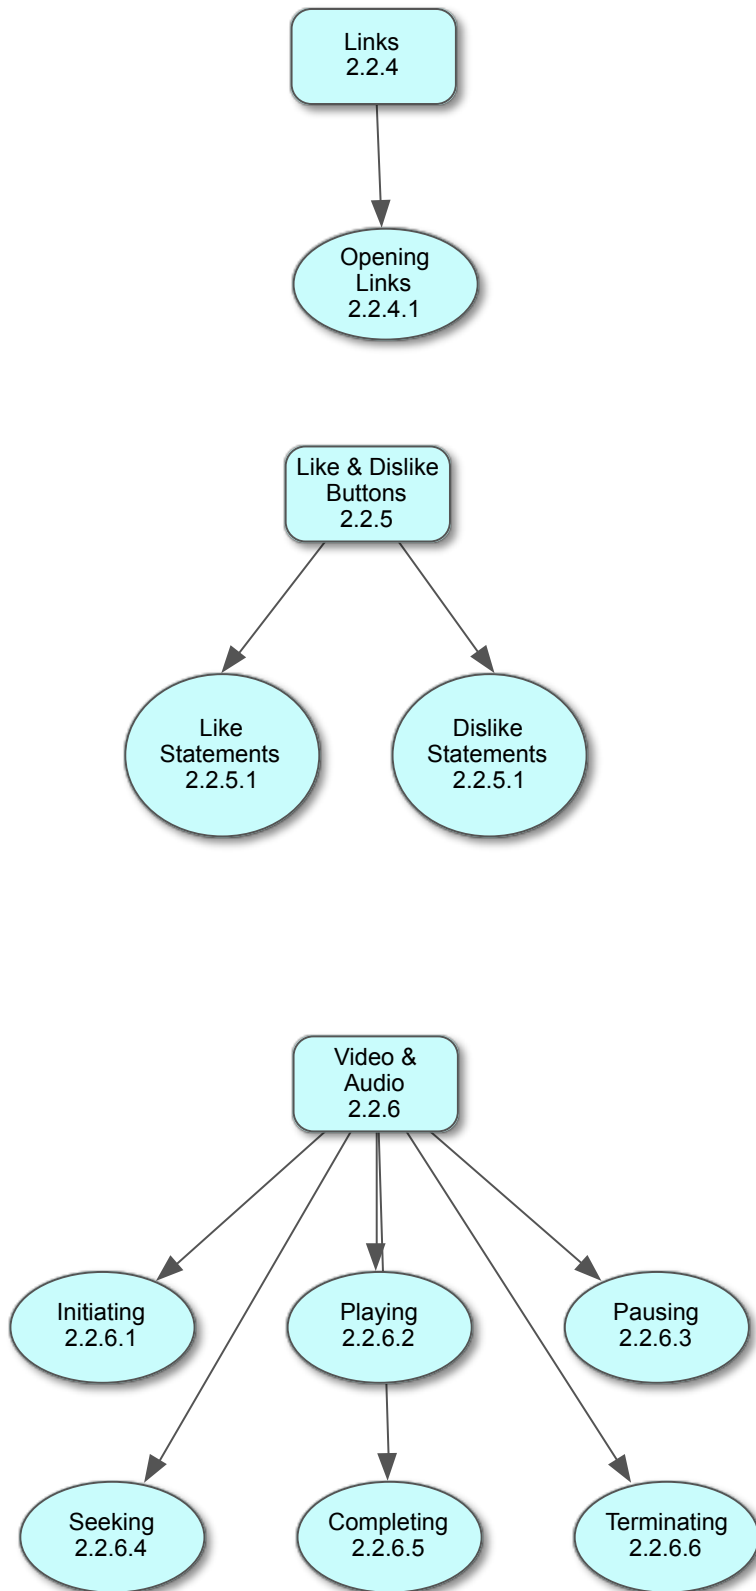 Links
2.2.4
Opening
Links
2.2.4.1
Like & Dislike
Buttons
2.2.5
Like
Statements
2.2.5.1
Dislike
Statements
2.2.5.1
Video &
Audio
2.2.6
Initiating
2.2.6.1
Playing
2.2.6.2
Pausing
2.2.6.3
Seeking
2.2.6.4
Completing
2.2.6.5
Terminating
2.2.6.6